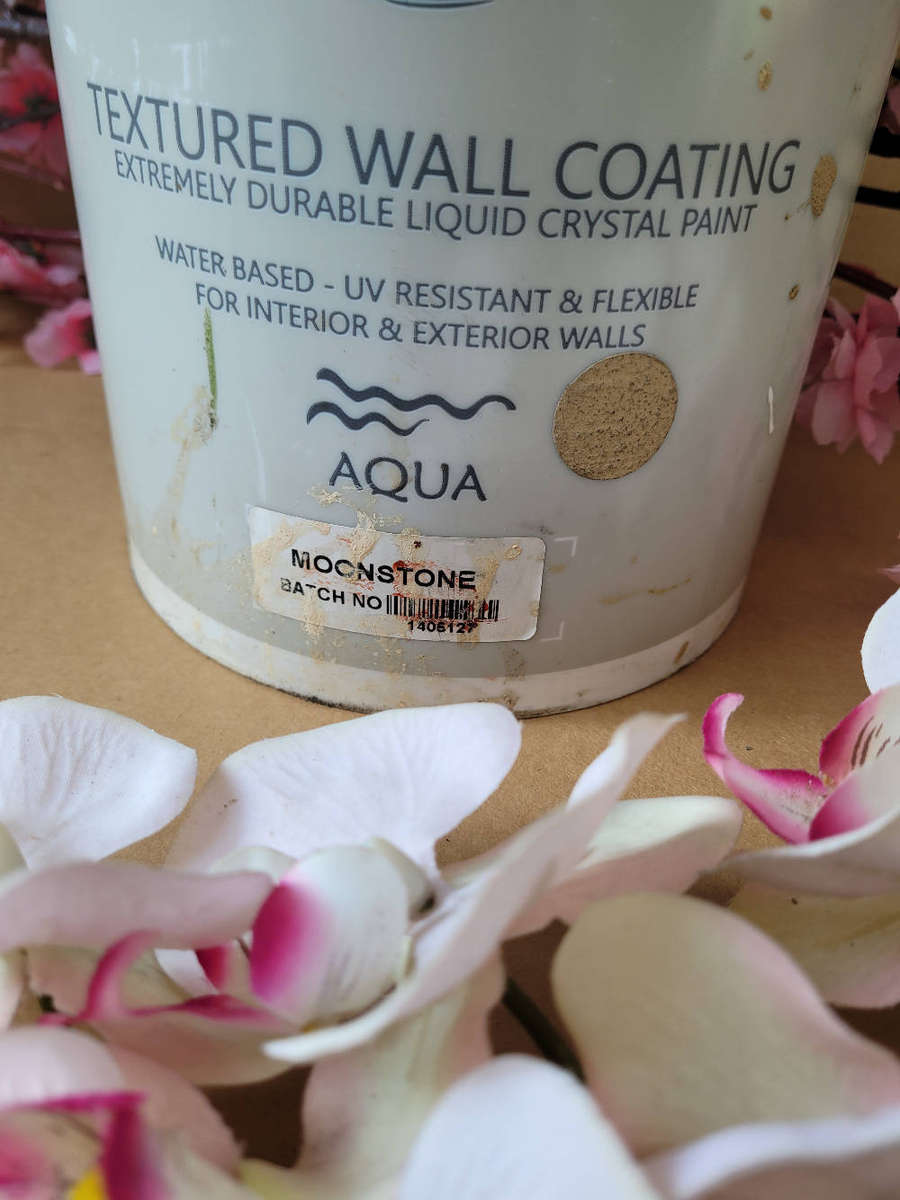 TEXTURED WALL COATING
EXTREMELY DURABLE LIQUID CRYSTAL PAINT
WATER BASED - UV RESISTANT & FLEXIBLE
FOR INTERIOR & EXTERIOR WALLS
AQUA
MOONSTONE
BATCH NO
1406127